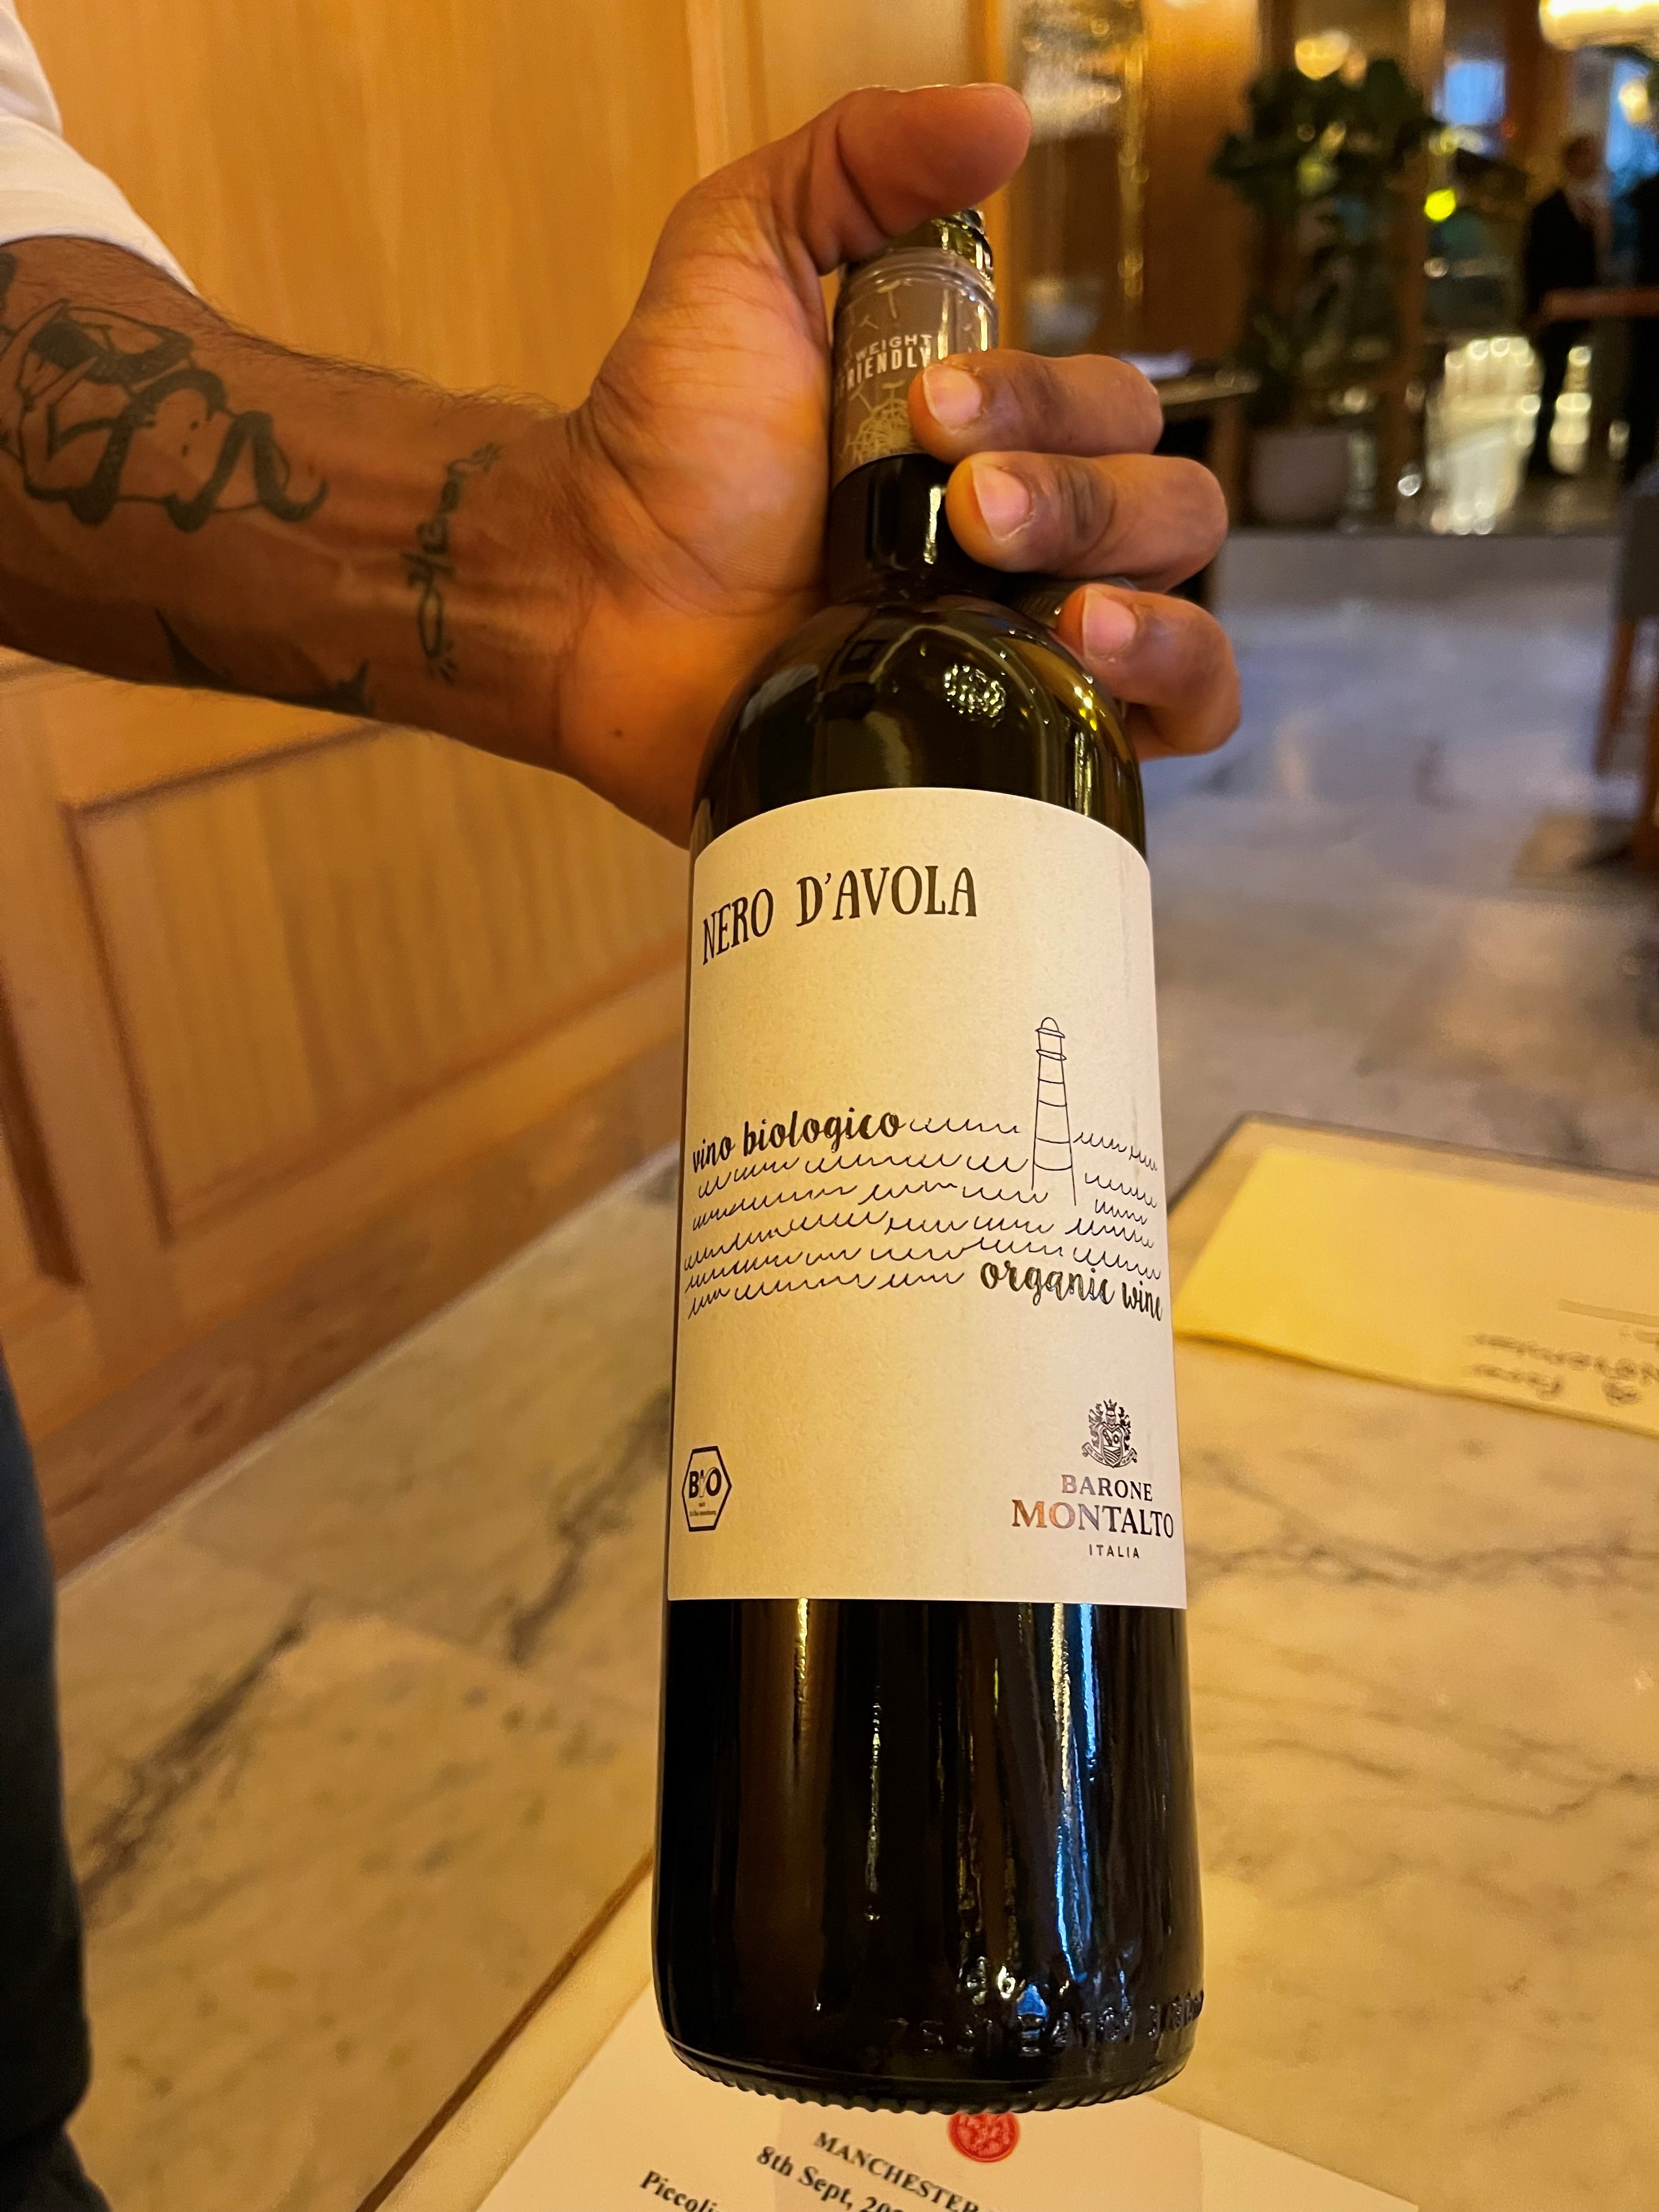 WEIGHT
FRIENDLY
NERO D'AVOLA
vino biologico
organic wine
BIO
BARONE
MONTALTO
ITALIA
MANCHESTER
8th Sept,